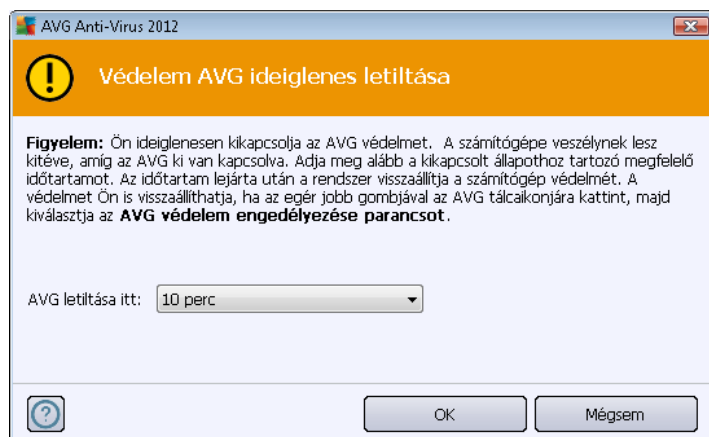 AVG Anti-Virus 2012
Védelem AVG ideiglenes letiltása
Figyelem: Ön ideiglenesen kikapcsolja az AVG védelmet. A számítógépe veszélynek lesz
kitéve, amíg az AVG ki van kapcsolva. Adja meg alább a kikapcsolt állapothoz tartozó megfelelő
időtartamot. Az időtartam lejárta után a rendszer visszaállítja a számítógép védelmét. A
védelmet Ön is visszaállíthatja, ha az egér jobb gombjával az AVG tálcaikonjára kattint, majd
kiválasztja az AVG védelem engedélyezése parancsot.
AVG letiltása itt: 10 perc
OK Mégsem